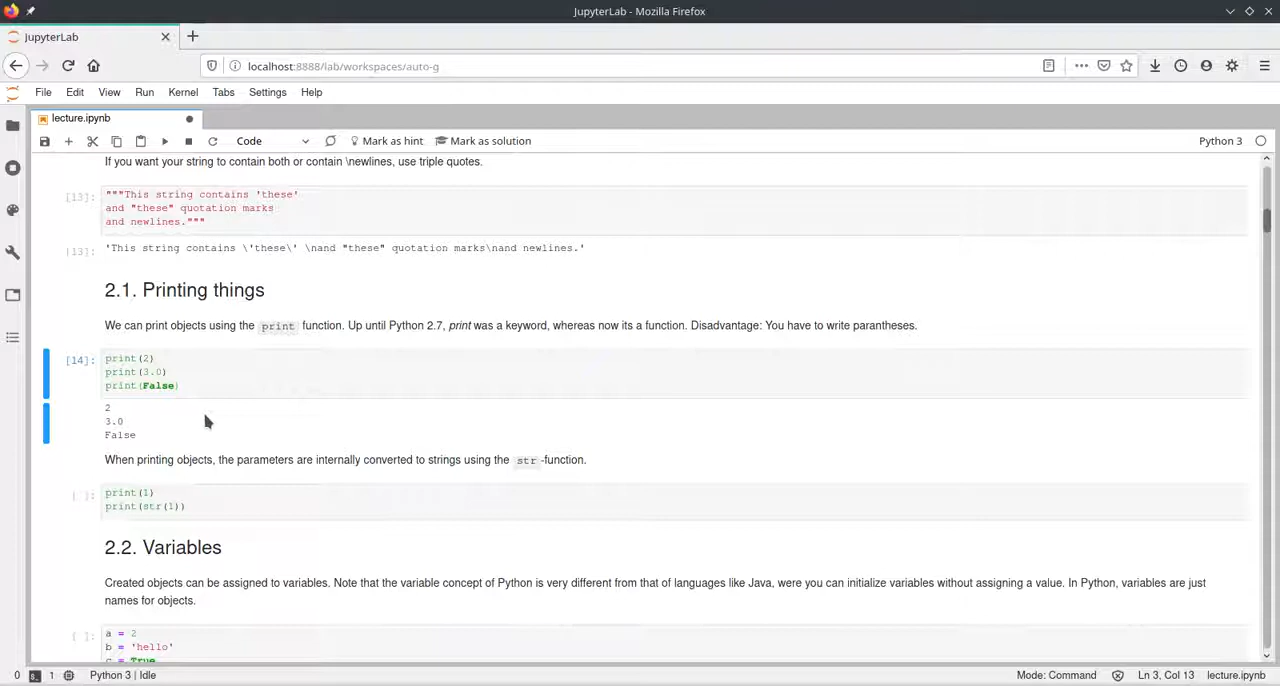 JupyterLab - Mozilla Firefox
JupyterLab
localhost:8888/lab/workspaces/auto-g
File Edit View Run Kernel Tabs Settings Help
lecture.ipynb
Code Mark as hint Mark as solution Python 3
If you want your string to contain both or contain \newlines, use triple quotes.
[13]: """This string contains 'these'
and "these" quotation marks
and newlines."""
[13]: 'This string contains \'these\' \nand "these" quotation marks\nand newlines.'
2.1. Printing things
We can print objects using the print function. Up until Python 2.7, print was a keyword, whereas now its a function. Disadvantage: You have to write parantheses.
[14]: print(2)
print(3.0)
print(False)
2
3.0
False
When printing objects, the parameters are internally converted to strings using the str -function.
[ ]: print(1)
print(str(1))
2.2. Variables
Created objects can be assigned to variables. Note that the variable concept of Python is very different from that of languages like Java, were you can initialize variables without assigning a value. In Python, variables are just
names for objects.
[ ]: a = 2
b = 'hello'
c = True
0 1 Python 3 | Idle Mode: Command Ln 3, Col 13 lecture.ipynb